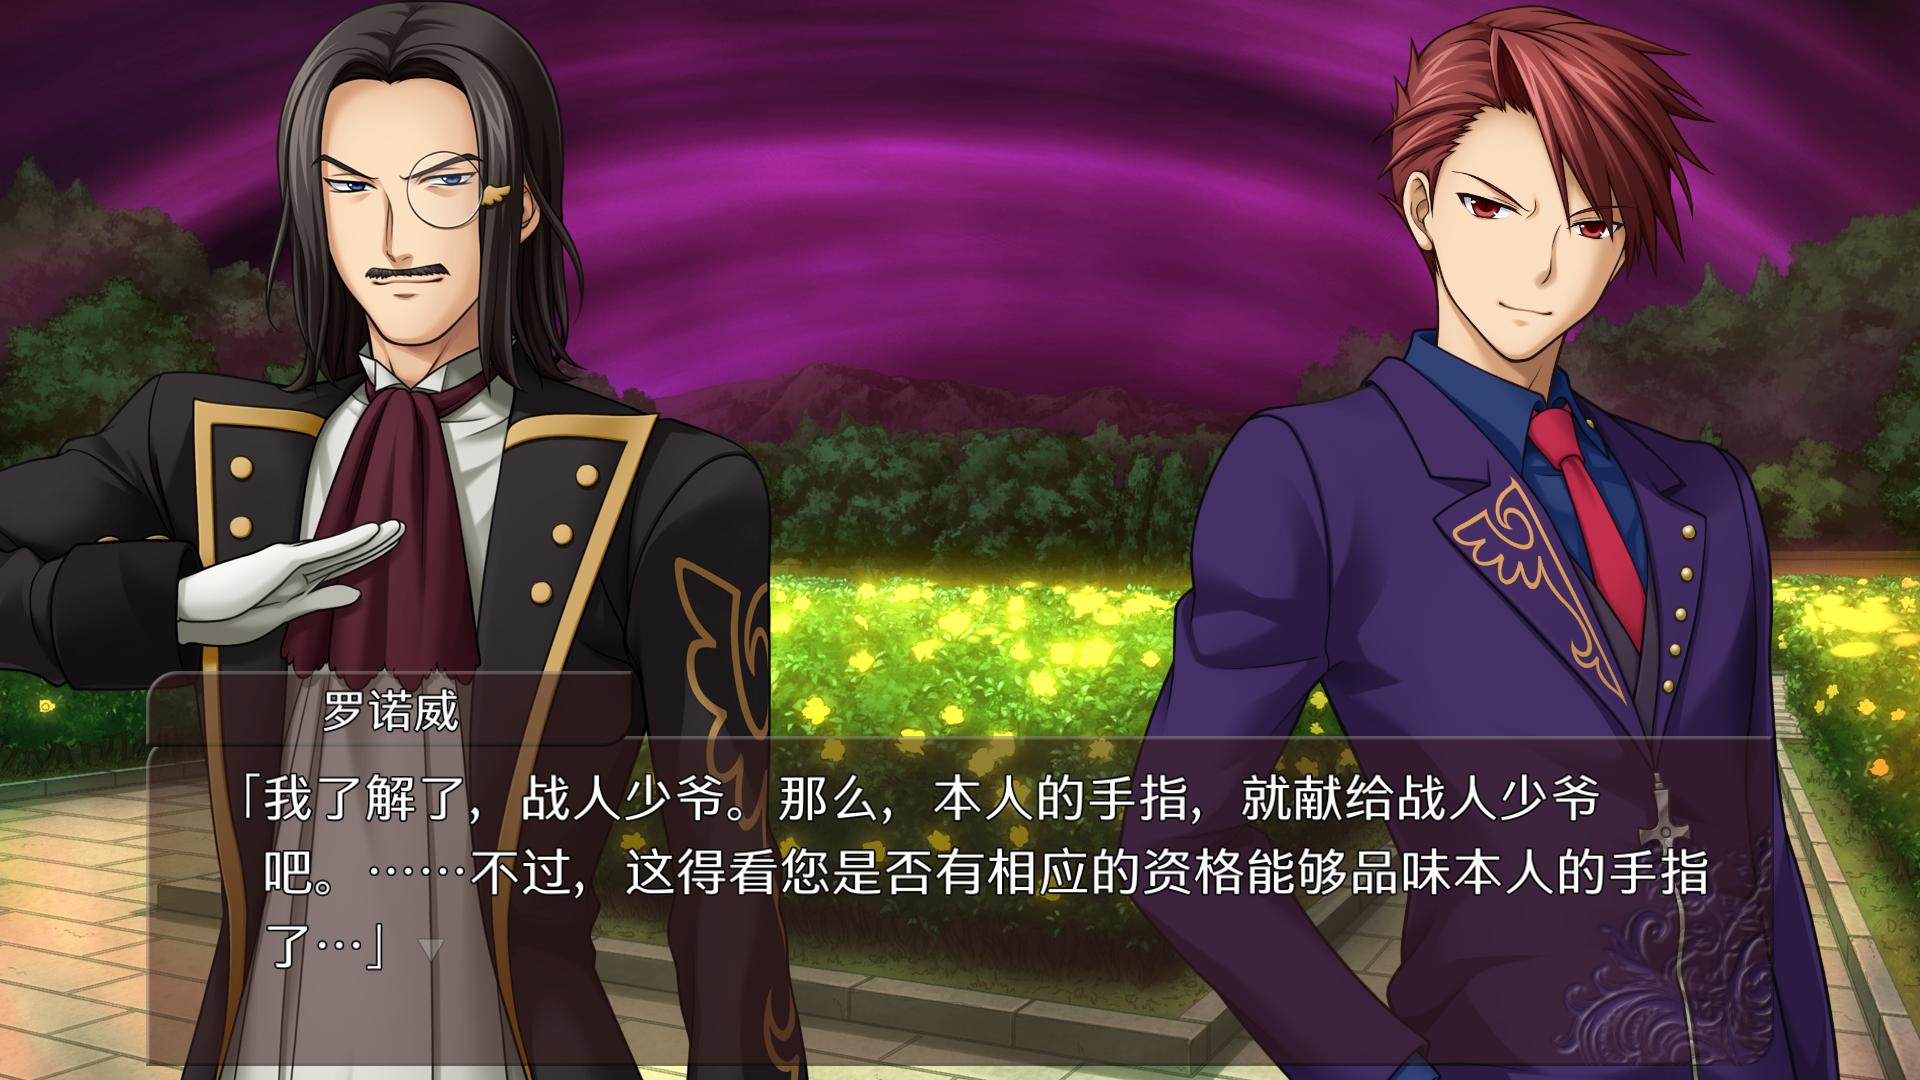 罗诺威
「我了解了，战人少爷。那么，本人的手指，就献给战人少爷
吧。……不过，这得看您是否有相应的资格能够品味本人的手指
了…」